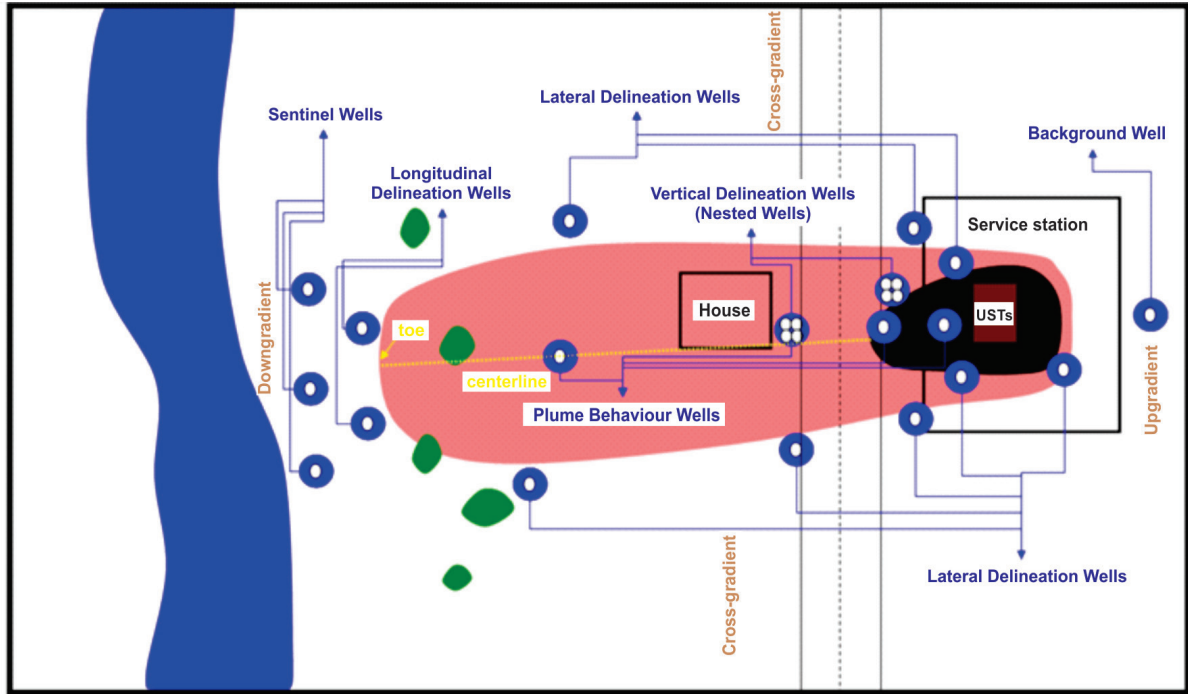 Cross-gradient
Lateral Delineation Wells
Sentinel Wells
Background Well
Longitudinal
Delineation Wells
Vertical Delineation Wells
(Nested Wells)
Service station
Downgradient
House
USTs
toe
centerline
Plume Behaviour Wells
Upgradient
Cross-gradient
Lateral Delineation Wells